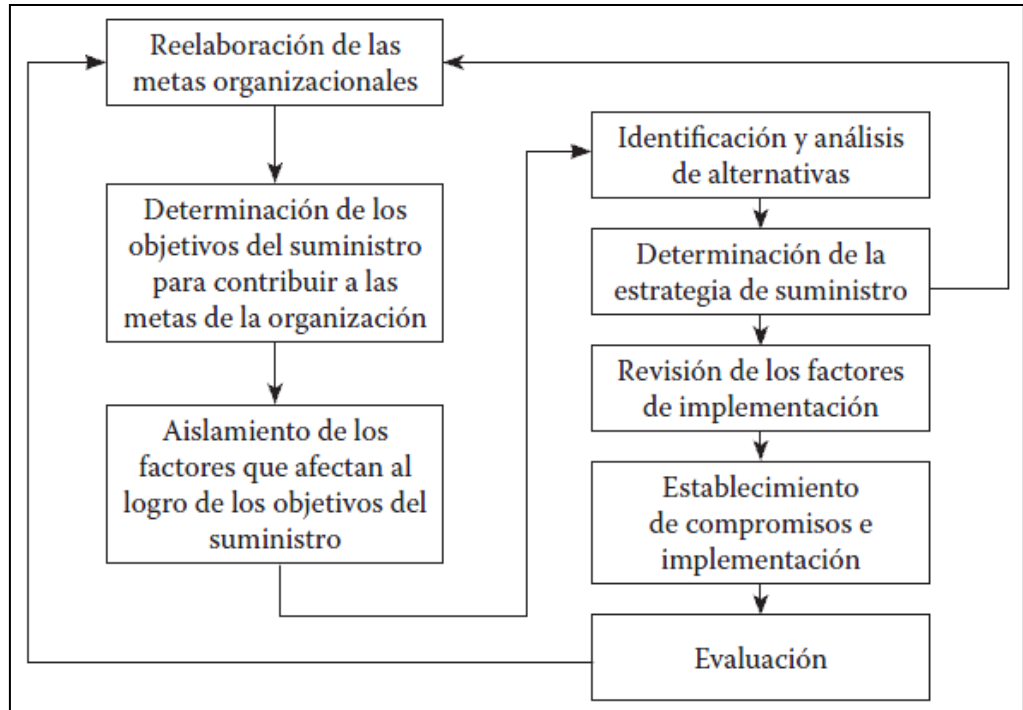 Reelaboración de las
metas organizacionales
Determinación de los
objetivos del suministro
para contribuir a las
metas de la organización
Aislamiento de los
factores que afectan al
logro de los objetivos del
suministro
Identificación y análisis
de alternativas
Determinación de la
estrategia de suministro
Revisión de los factores
de implementación
Establecimiento
de compromisos e
implementación
Evaluación